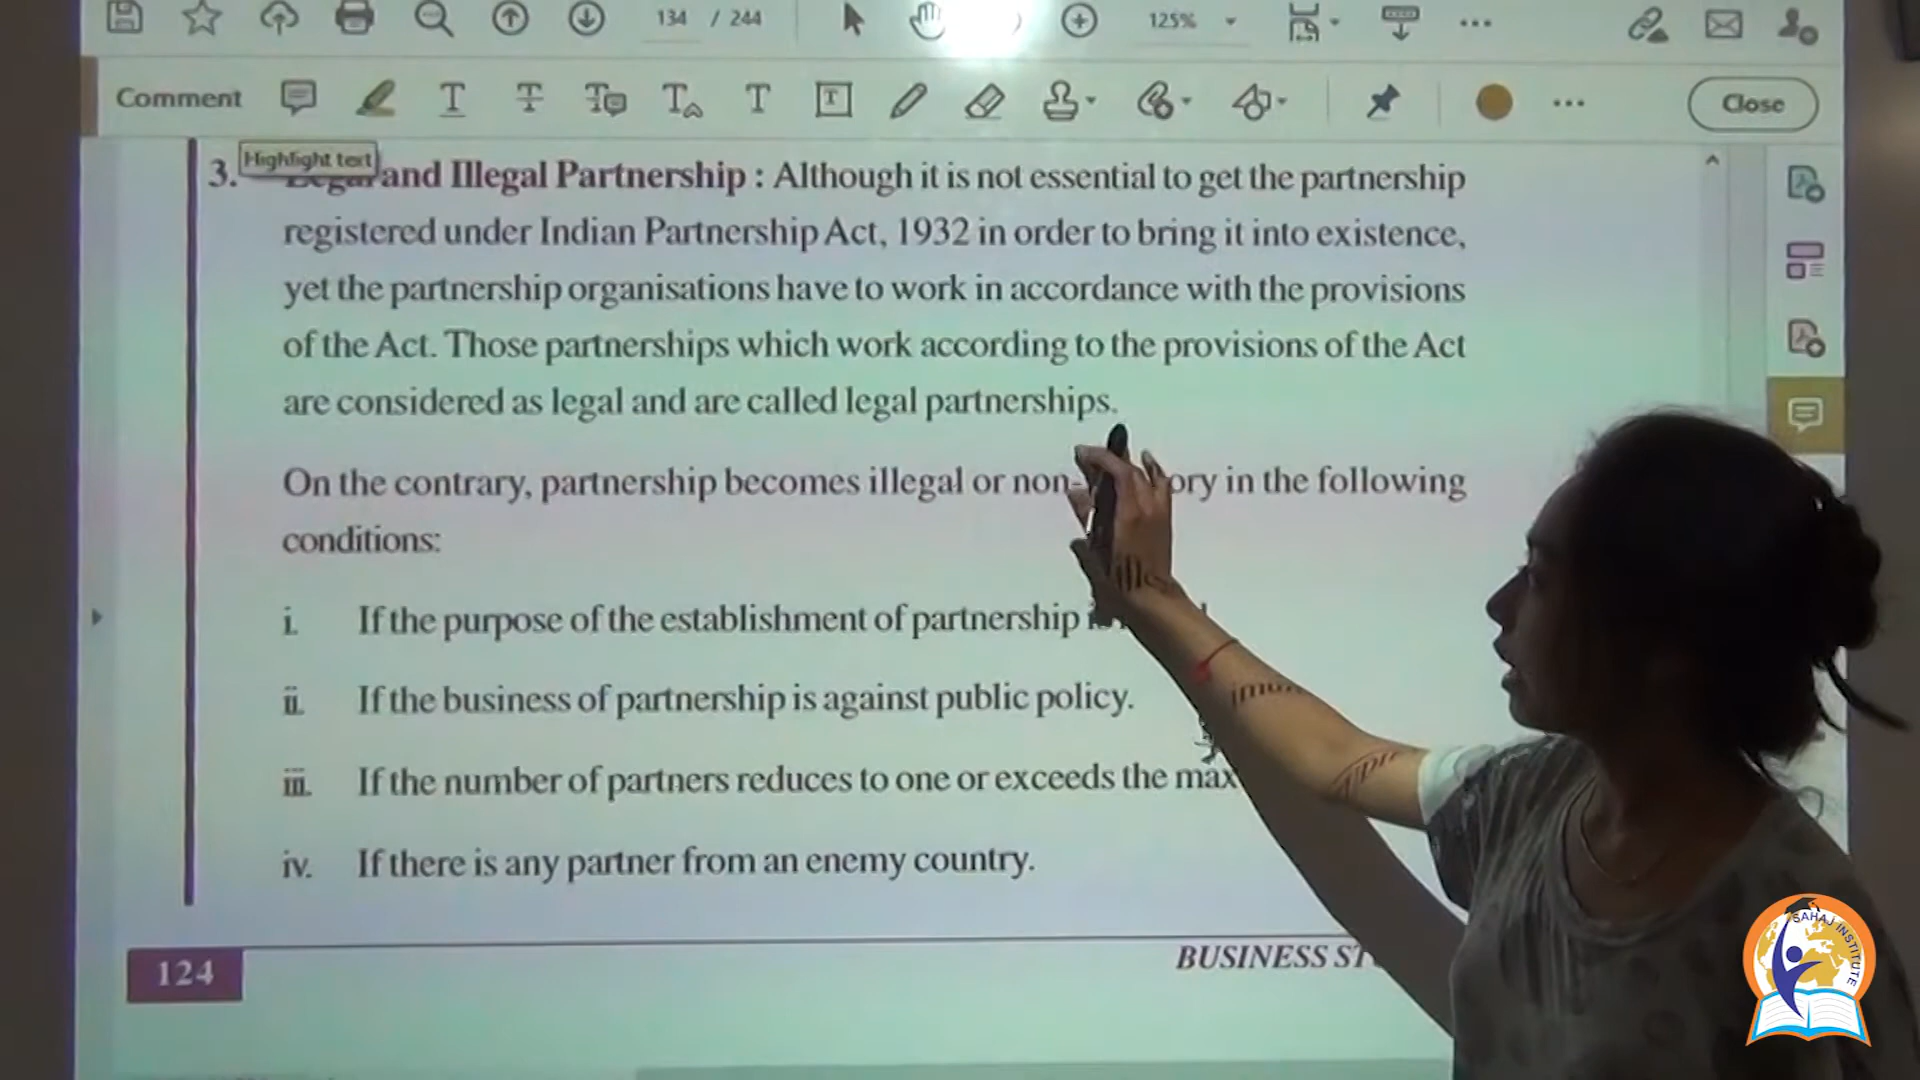 134 / 244
125%
Comment
Close
Highlight text
3. Legal and Illegal Partnership : Although it is not essential to get the partnership
registered under Indian Partnership Act, 1932 in order to bring it into existence,
yet the partnership organisations have to work in accordance with the provisions
of the Act. Those partnerships which work according to the provisions of the Act
are considered as legal and are called legal partnerships.
On the contrary, partnership becomes illegal or non- ory in the following
conditions:
i. If the purpose of the establishment of partnership
ii. If the business of partnership is against public policy.
iii. If the number of partners reduces to one or exceeds the max
iv. If there is any partner from an enemy country.
124
BUSINESS ST
SAHAJ INSTITUTE